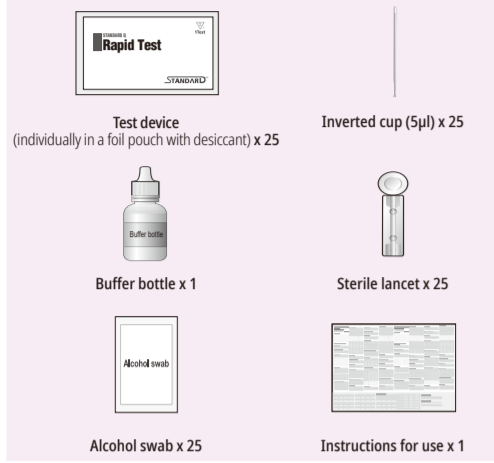 STANDARD Q
Rapid Test
1Test
STANDARD
Test device
(individually in a foil pouch with desiccant) x 25
Inverted cup (5μl) x 25
Buffer bottle
Buffer bottle x 1
Sterile lancet x 25
Alcohol swab
Alcohol swab x 25
Instructions for use x 1